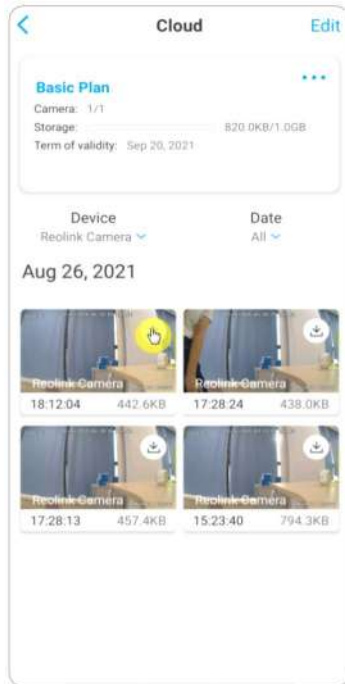 Cloud
Edit
Basic Plan
Camera: 1/1
Storage: 820.0KB/1.0GB
Term of validity: Sep 20, 2021
Device
Date
Reolink Camera
All
Aug 26, 2021
Reolink Camera
Reolink Camera
18:12:04 442.6KB
17:28:24 438.0KB
Reolink Camera
Reolink Camera
17:28:13 457.4KB
15:23:40 794.3KB